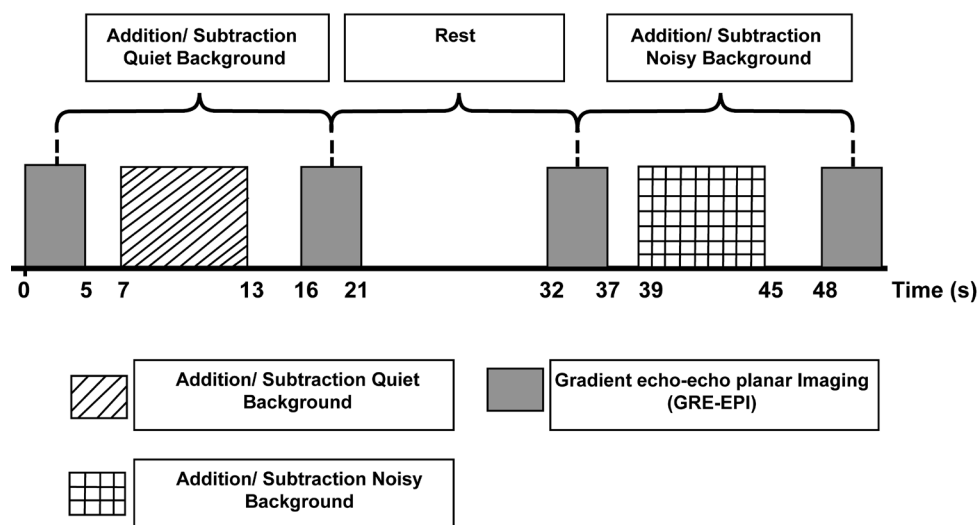 Addition/ Subtraction
Quiet Background
Rest
Addition/ Subtraction
Noisy Background
0 5 7 13 16 21 32 37 39 45 48 Time (s)
Addition/ Subtraction Quiet
Background
Gradient echo-echo planar Imaging
(GRE-EPI)
Addition/ Subtraction Noisy
Background